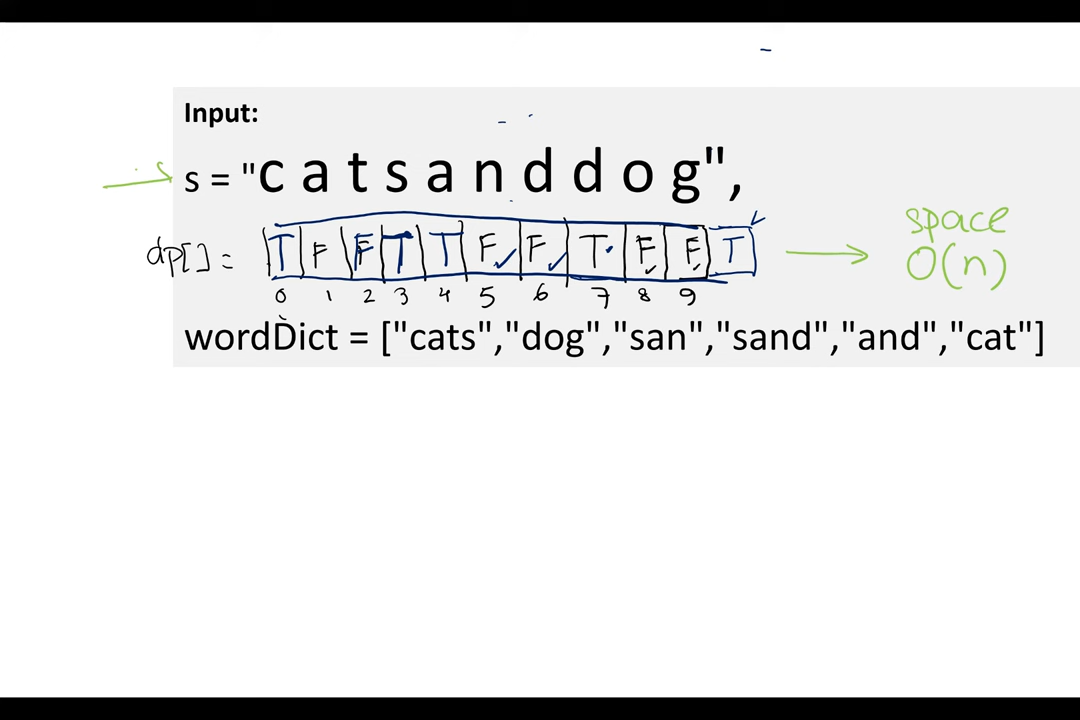 Input:
s = "c a t s a n d d o g",
space
dp[] = T F F T T F F T F F T O(n)
0 1 2 3 4 5 6 7 8 9
wordDict = ["cats","dog","san","sand","and","cat"]